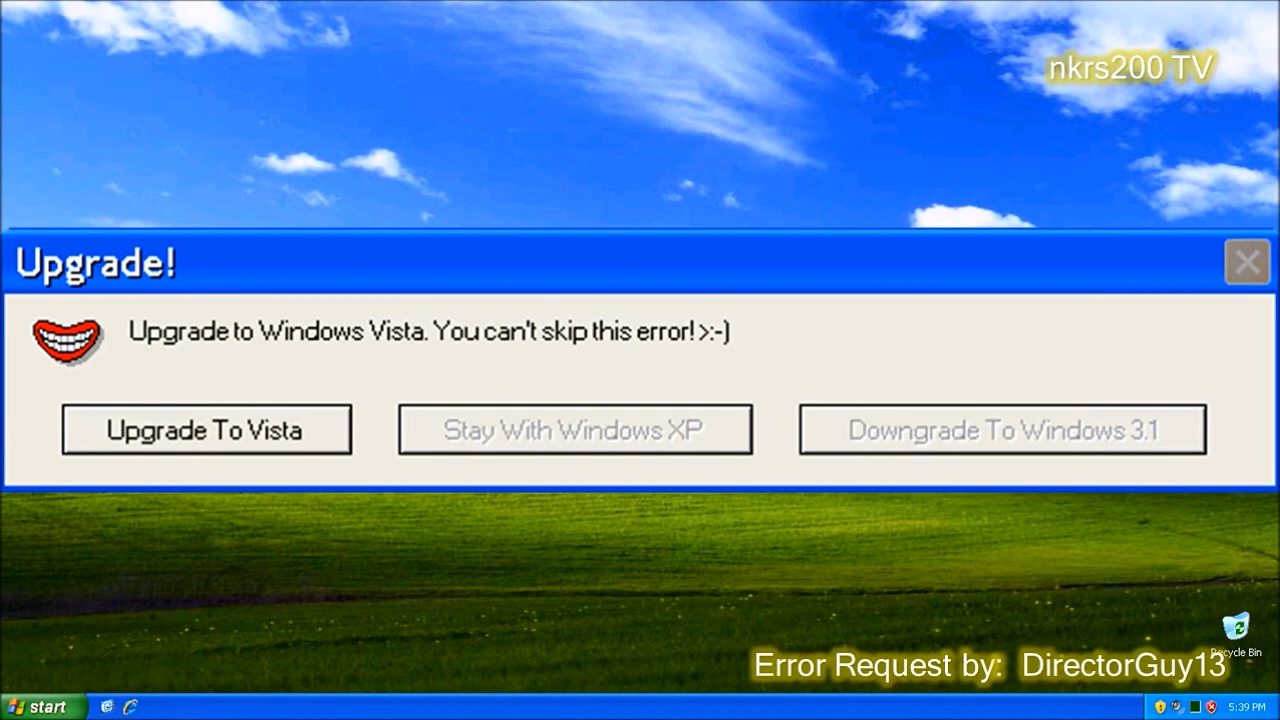 nkrs200 TV
Upgrade!
Upgrade to Windows Vista. You can't skip this error! >:-)
Upgrade To Vista
Stay With Windows XP
Downgrade To Windows 3.1
Recycle Bin
Error Request by: DirectorGuy13
start
5:39 PM